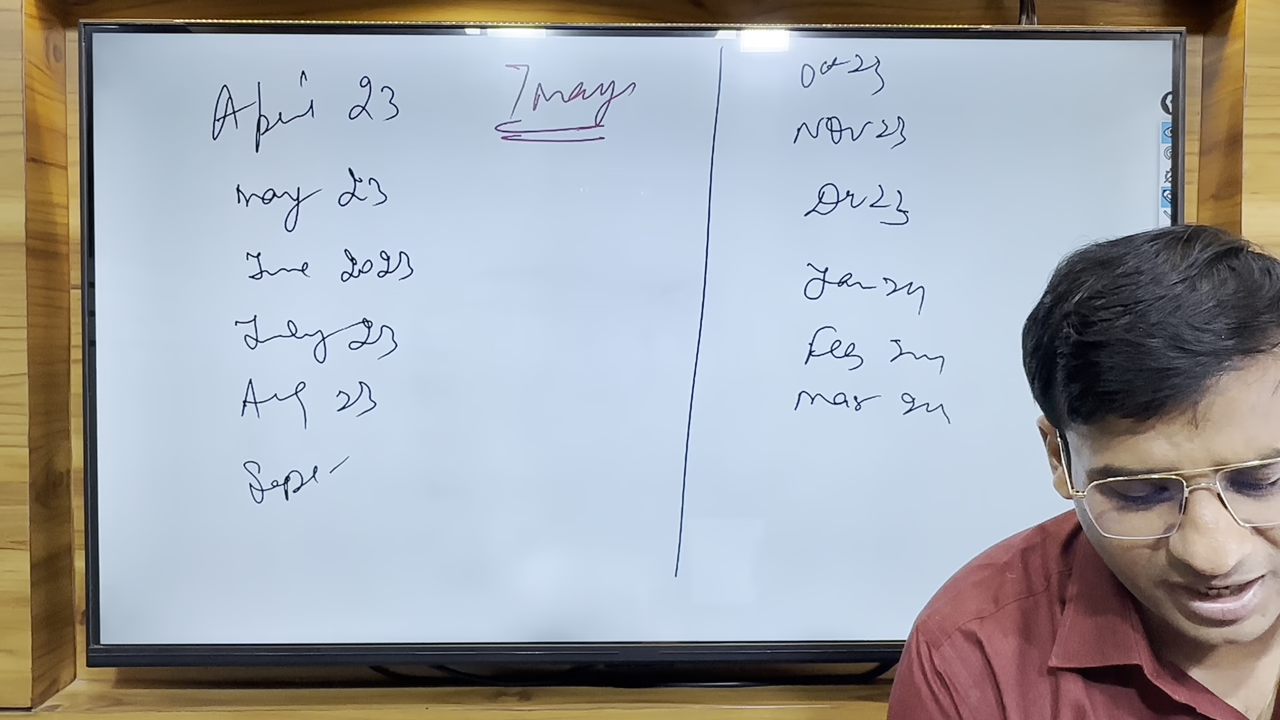 April 23
7 mays
May 23
June 2023
July 23
Aug 23
Sept
Oct 23
Nov 23
Dec 23
Jan 24
Feb 24
Mar 24